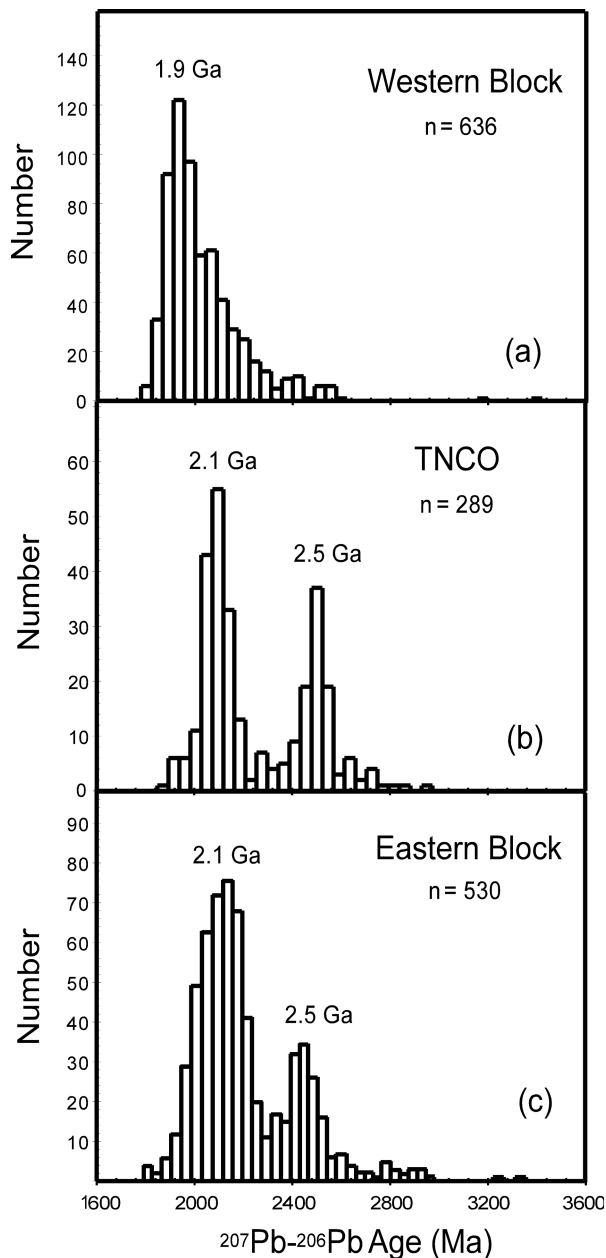 140
120
100
80
60
40
20
0
Number
1.9 Ga
Western Block
n = 636
(a)
60
50
40
30
20
10
0
Number
2.1 Ga
2.5 Ga
TNCO
n = 289
(b)
90
80
70
60
50
40
30
20
10
Number
2.1 Ga
2.5 Ga
Eastern Block
n = 530
(c)
1600 2000 2400 2800 3200 3600
²⁰⁷Pb-²⁰⁶Pb Age (Ma)